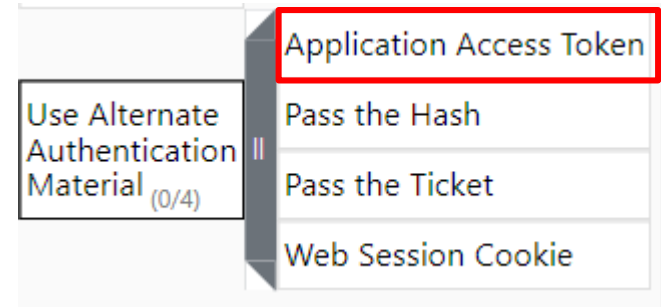 Use Alternate
Authentication
Material (0/4)
||
Application Access Token
Pass the Hash
Pass the Ticket
Web Session Cookie